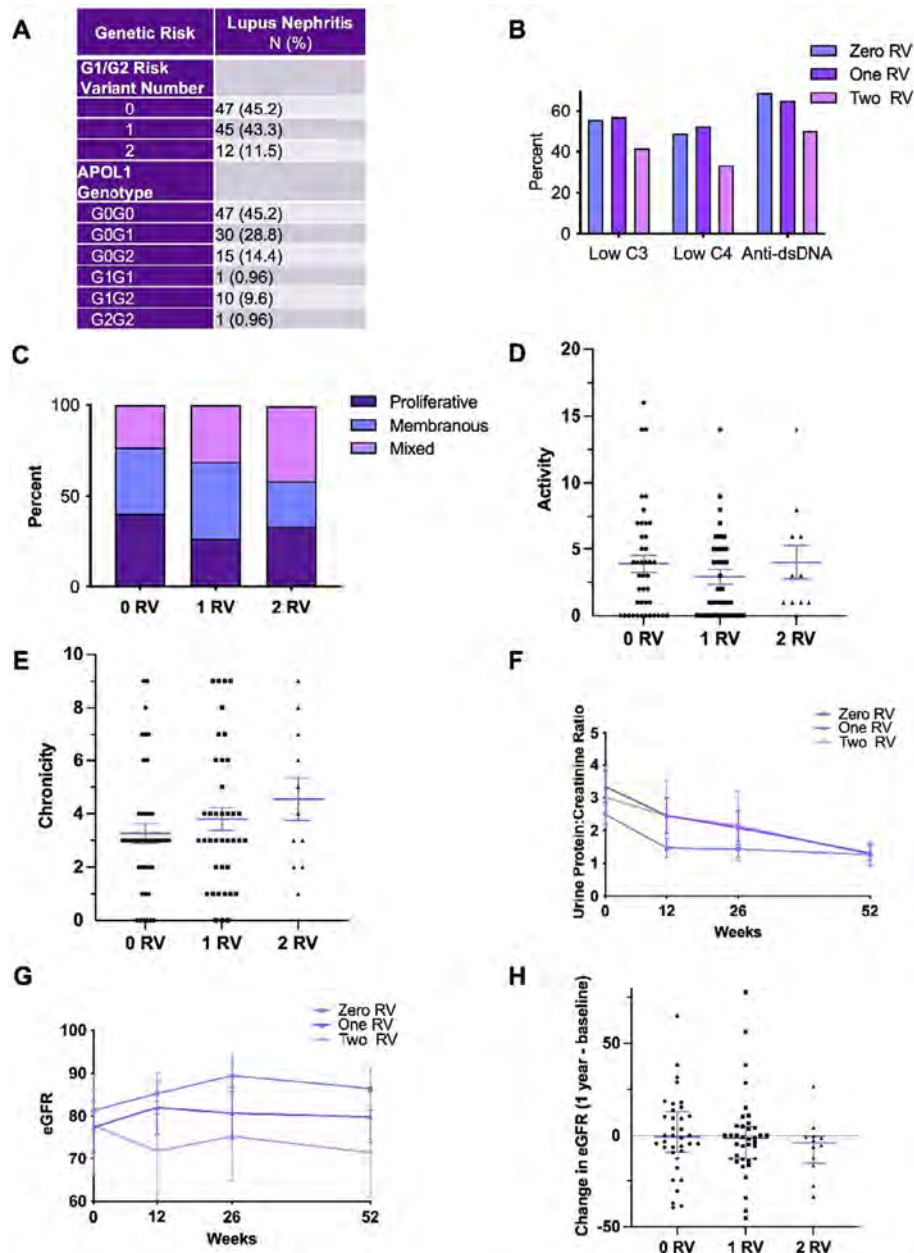 A
Genetic Risk Lupus Nephritis
N (%)
G1/G2 Risk
Variant Number
0 47 (45.2)
1 45 (43.3)
2 12 (11.5)
APOL1
Genotype
G0G0 47 (45.2)
G0G1 30 (28.8)
G0G2 15 (14.4)
G1G1 1 (0.96)
G1G2 10 (9.6)
G2G2 1 (0.96)
B
Zero RV
One RV
Two RV
Percent
60
40
20
0
Low C3 Low C4 Anti-dsDNA
C
Percent
100
50
0
0 RV 1 RV 2 RV
Proliferative
Membranous
Mixed
D
Activity
20
15
10
5
0
0 RV 1 RV 2 RV
E
Chronicity
10
8
6
4
2
0
0 RV 1 RV 2 RV
F
Zero RV
One RV
Two RV
Urine Protein:Creatinine Ratio
5
4
3
2
1
0
0 12 26 52
Weeks
G
Zero RV
One RV
Two RV
eGFR
100
90
80
70
60
0 12 26 52
Weeks
H
Change in eGFR (1 year - baseline)
50
0
-50
0 RV 1 RV 2 RV